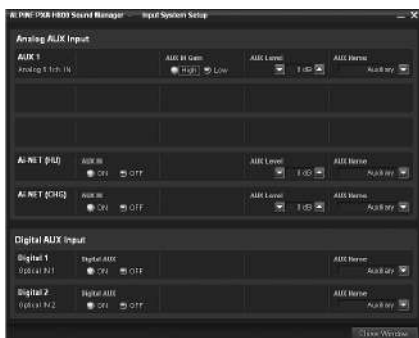 ALPINE PXA-H800 Sound Manager - Input System Setup
Analog AUX Input
AUX 1
Analog 6.1ch IN
AUX IN Gain
High Low
AUX Level
0 dB
AUX Name
Auxiliary
Ai-NET (HU)
AUX IN
ON OFF
AUX Level
0 dB
AUX Name
Auxiliary
Ai-NET (CHG)
AUX IN
ON OFF
AUX Level
0 dB
AUX Name
Auxiliary
Digital AUX Input
Digital 1
Optical IN 1
Digital AUX
ON OFF
AUX Name
Auxiliary
Digital 2
Optical IN 2
Digital AUX
ON OFF
AUX Name
Auxiliary
Close Window